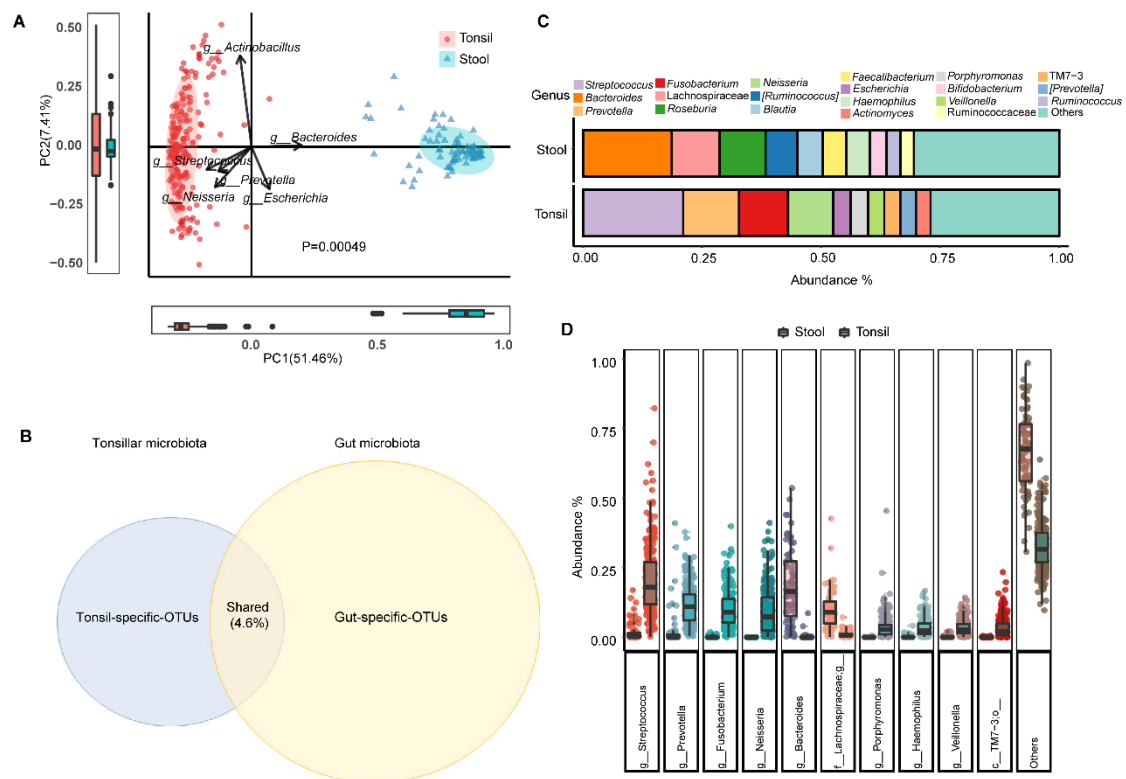 A
0.50
0.25
0.00
−0.25
−0.50
PC2(7.41%)
g__Actinobacillus
g__Bacteroides
g__Streptococcus
g__Prevotella
g__Neisseria
g__Escherichia
P=0.00049
Tonsil
Stool
0.0
0.5
1.0
PC1(51.46%)
B
Tonsillar microbiota
Gut microbiota
Tonsil-specific-OTUs
Shared
(4.6%)
Gut-specific-OTUs
C
Genus
Streptococcus
Bacteroides
Prevotella
Fusobacterium
Lachnospiraceae
Roseburia
Neisseria
[Ruminococcus]
Blautia
Faecalibacterium
Escherichia
Haemophilus
Actinomyces
Porphyromonas
Bifidobacterium
Veillonella
Ruminococcaceae
TM7−3
[Prevotella]
Ruminococcus
Others
Stool
Tonsil
0.00
0.25
0.50
0.75
1.00
Abundance %
D
Stool
Tonsil
1.00
0.75
0.50
0.25
0.00
Abundance %
g__Streptococcus
g__Prevotella
g__Fusobacterium
g__Neisseria
g__Bacteroides
f__Lachnospiraceae;g__
g__Porphyromonas
g__Haemophilus
g__Veillonella
c__TM7-3;o__
Others